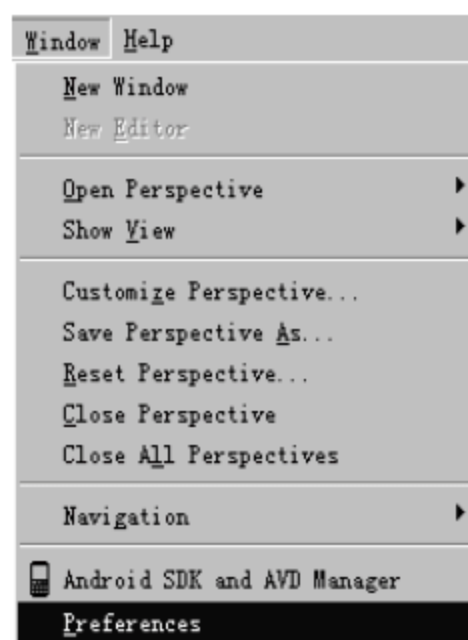 Window Help
New Window
New Editor
Open Perspective
Show View
Customize Perspective...
Save Perspective As...
Reset Perspective...
Close Perspective
Close All Perspectives
Navigation
Android SDK and AVD Manager
Preferences